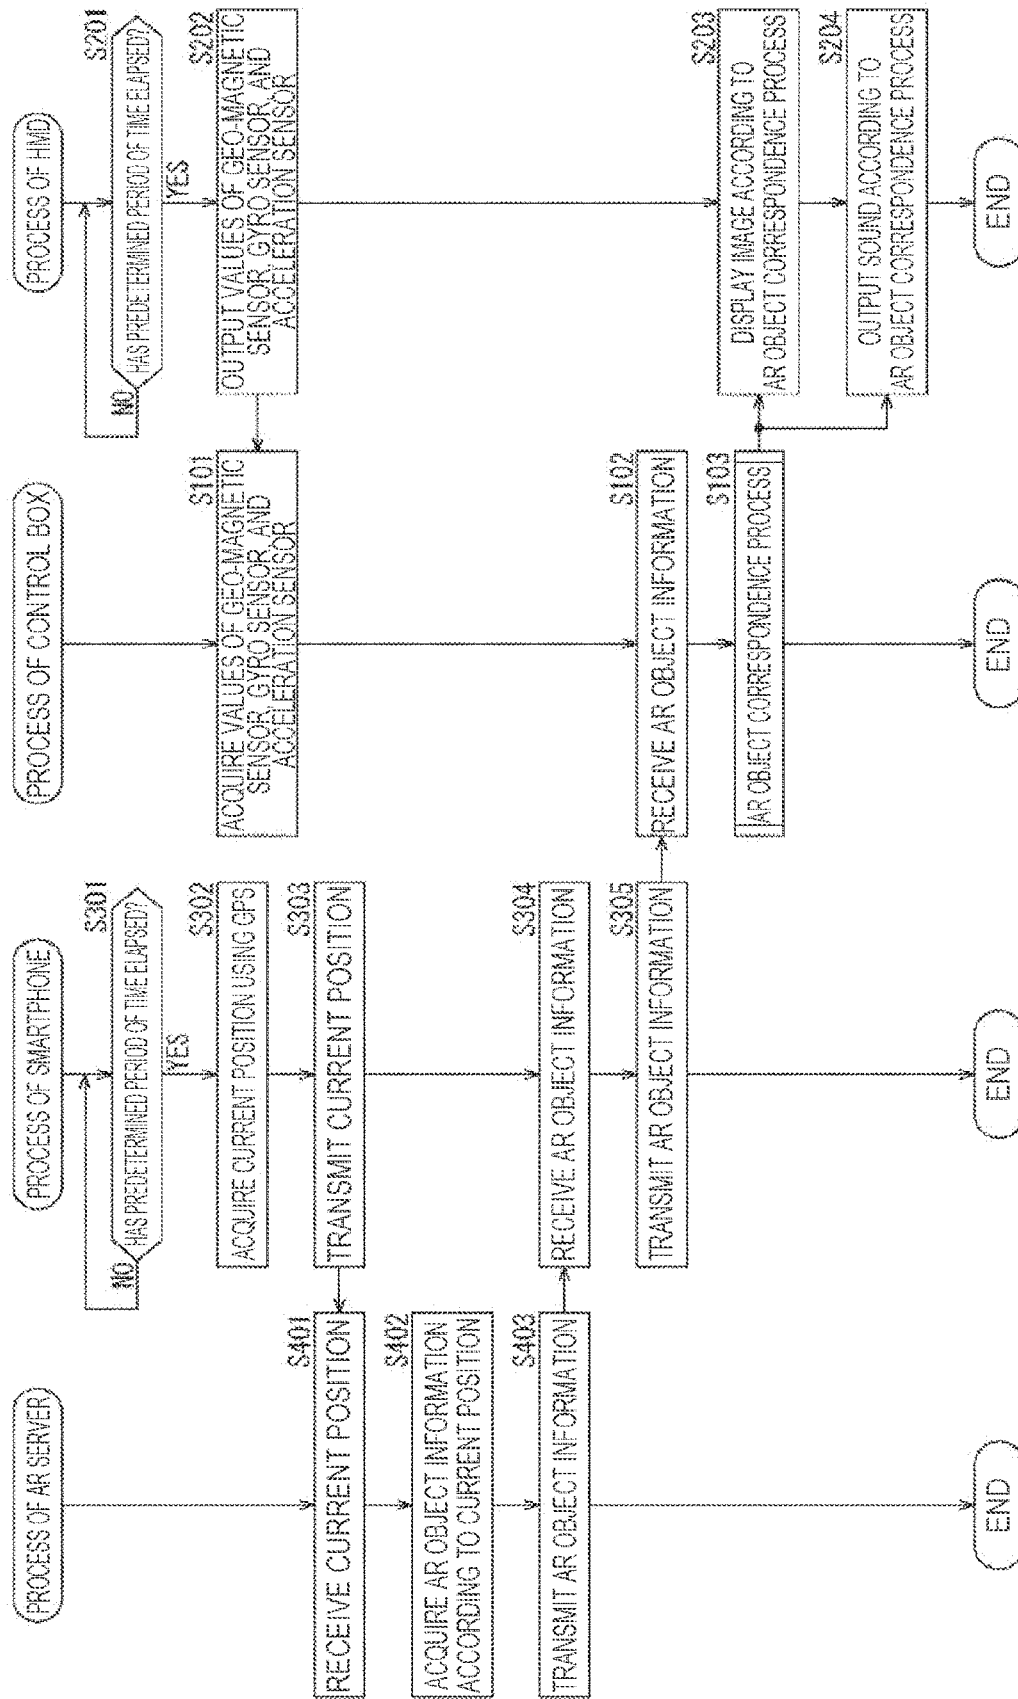 PROCESS OF AR SERVER
S401
RECEIVE CURRENT POSITION
S402
ACQUIRE AR OBJECT INFORMATION
ACCORDING TO CURRENT POSITION
S403
TRANSMIT AR OBJECT INFORMATION
END
PROCESS OF SMARTPHONE
S301
HAS PREDETERMINED PERIOD OF TIME ELAPSED?
NO
YES
S302
ACQUIRE CURRENT POSITION USING GPS
S303
TRANSMIT CURRENT POSITION
S304
RECEIVE AR OBJECT INFORMATION
S305
TRANSMIT AR OBJECT INFORMATION
END
PROCESS OF CONTROL BOX
S101
ACQUIRE VALUES OF GEO-MAGNETIC
SENSOR, GYRO SENSOR, AND
ACCELERATION SENSOR
S102
RECEIVE AR OBJECT INFORMATION
S103
AR OBJECT CORRESPONDENCE PROCESS
END
PROCESS OF HMD
S201
HAS PREDETERMINED PERIOD OF TIME ELAPSED?
NO
YES
S202
OUTPUT VALUES OF GEO-MAGNETIC
SENSOR, GYRO SENSOR, AND
ACCELERATION SENSOR
S203
DISPLAY IMAGE ACCORDING TO
AR OBJECT CORRESPONDENCE PROCESS
S204
OUTPUT SOUND ACCORDING TO
AR OBJECT CORRESPONDENCE PROCESS
END